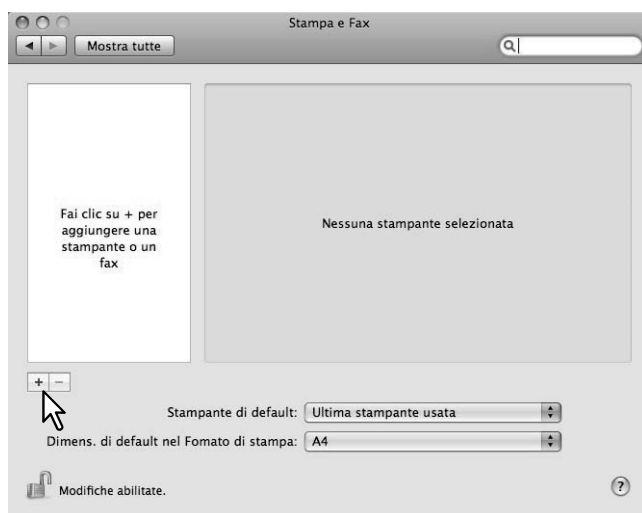 Stampa e Fax
Mostra tutte
Fai clic su + per
aggiungere una
stampante o un
fax
Nessuna stampante selezionata
+ −
Stampante di default: Ultima stampante usata
Dimens. di default nel Fomato di stampa: A4
Modifiche abilitate.
?